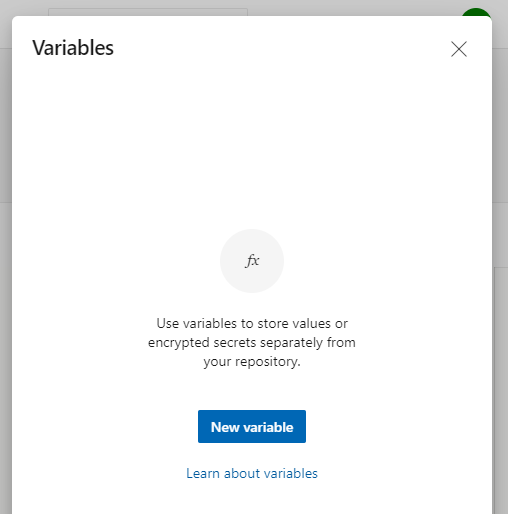 Variables
fx
Use variables to store values or
encrypted secrets separately from
your repository.
New variable
Learn about variables